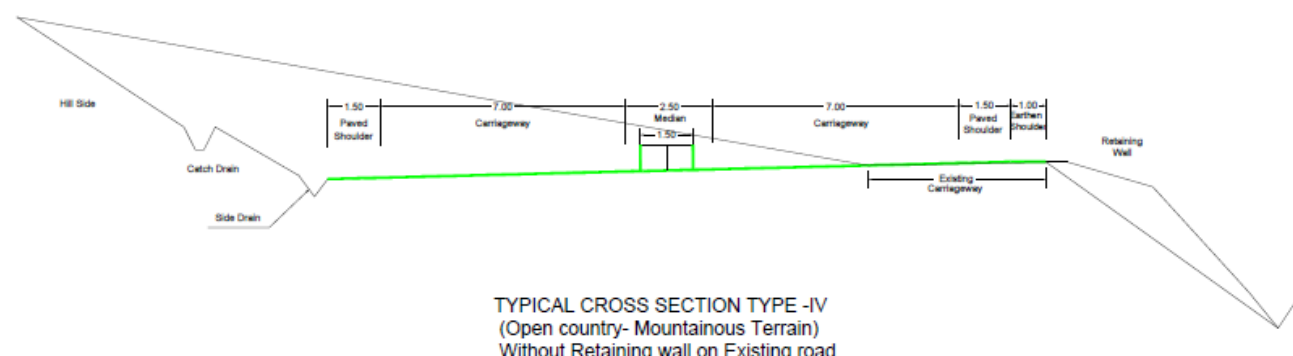 1.50
7.00
2.50
7.00
1.50
1.00
Hill Side
Paved
Shoulder
Carriageway
Median
1.50
Carriageway
Paved
Shoulder
Earthen
Shoulder
Retaining
Wall
Catch Drain
Existing
Carriageway
Side Drain
TYPICAL CROSS SECTION TYPE -IV
(Open country- Mountainous Terrain)
Without Retaining wall on Existing road